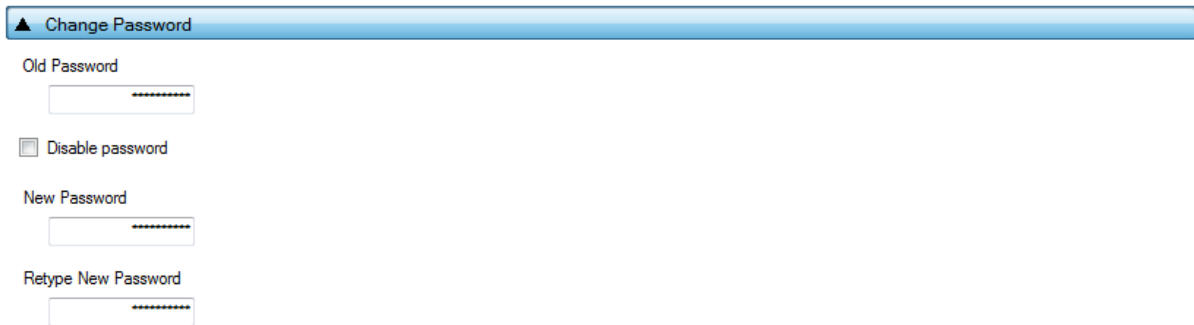 Change Password
Old Password
**********
Disable password
New Password
**********
Retype New Password
**********